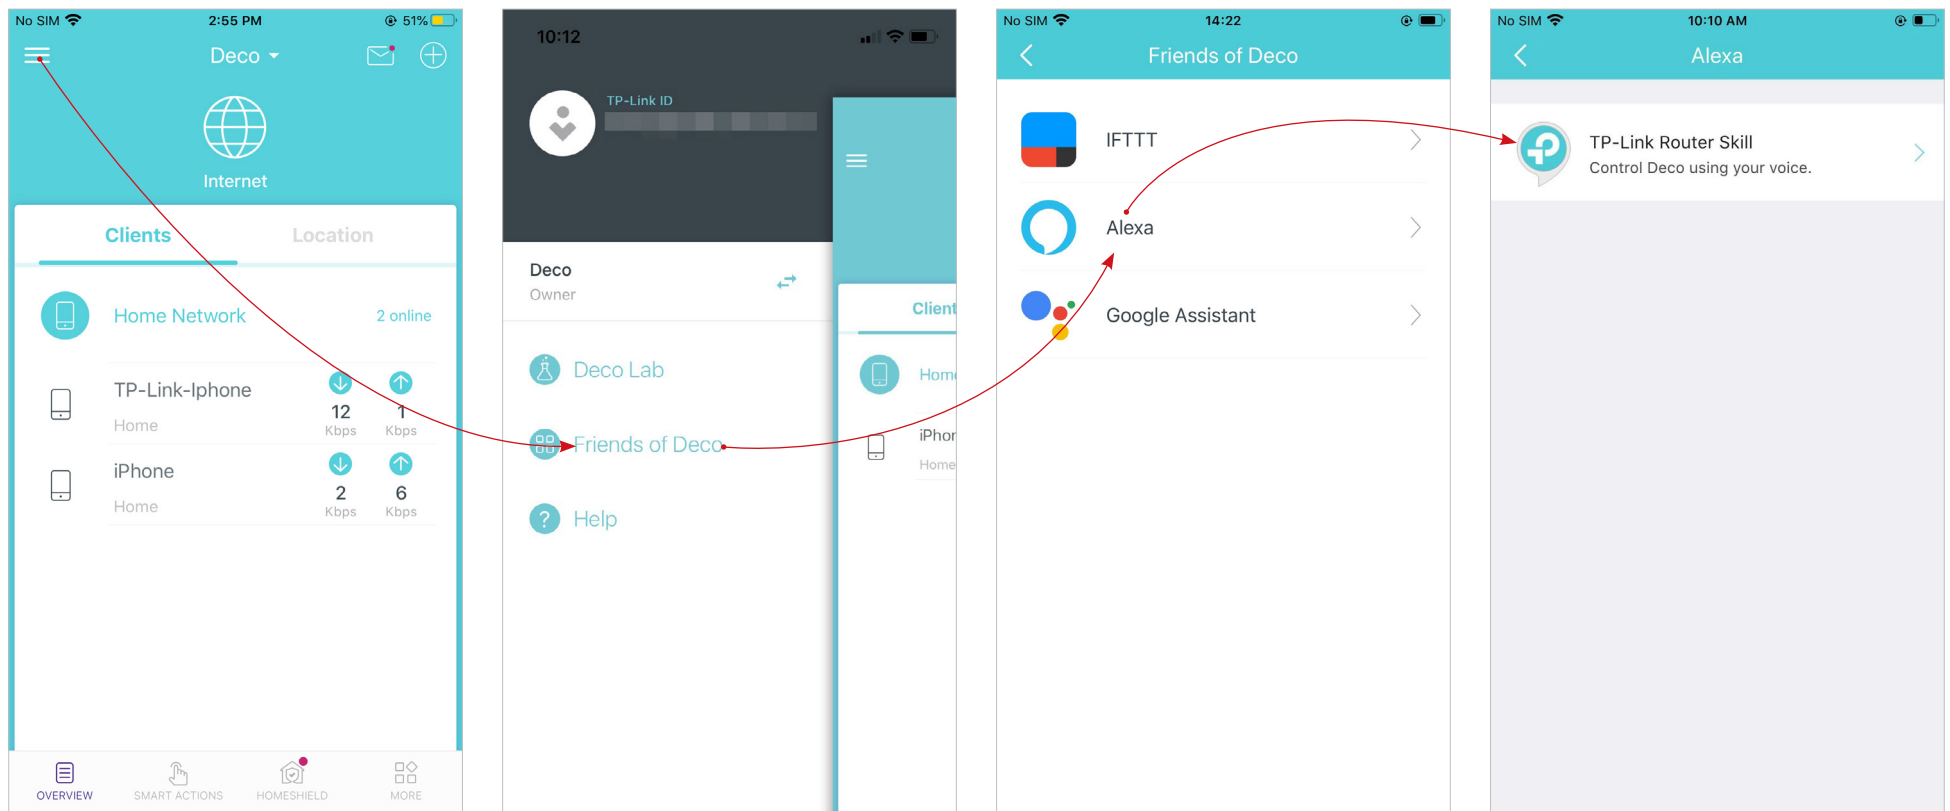 No SIM 2:55 PM 51%
Deco
Internet
Clients Location
Home Network 2 online
TP-Link-Iphone
Home
12 1
Kbps Kbps
iPhone
Home
2 6
Kbps Kbps
OVERVIEW SMART ACTIONS HOMESHIELD MORE
10:12
TP-Link ID
Deco
Owner
Deco Lab
Friends of Deco
Help
Client
Home
iPhor
Home
No SIM 14:22
Friends of Deco
IFTTT
Alexa
Google Assistant
No SIM 10:10 AM
Alexa
TP-Link Router Skill
Control Deco using your voice.